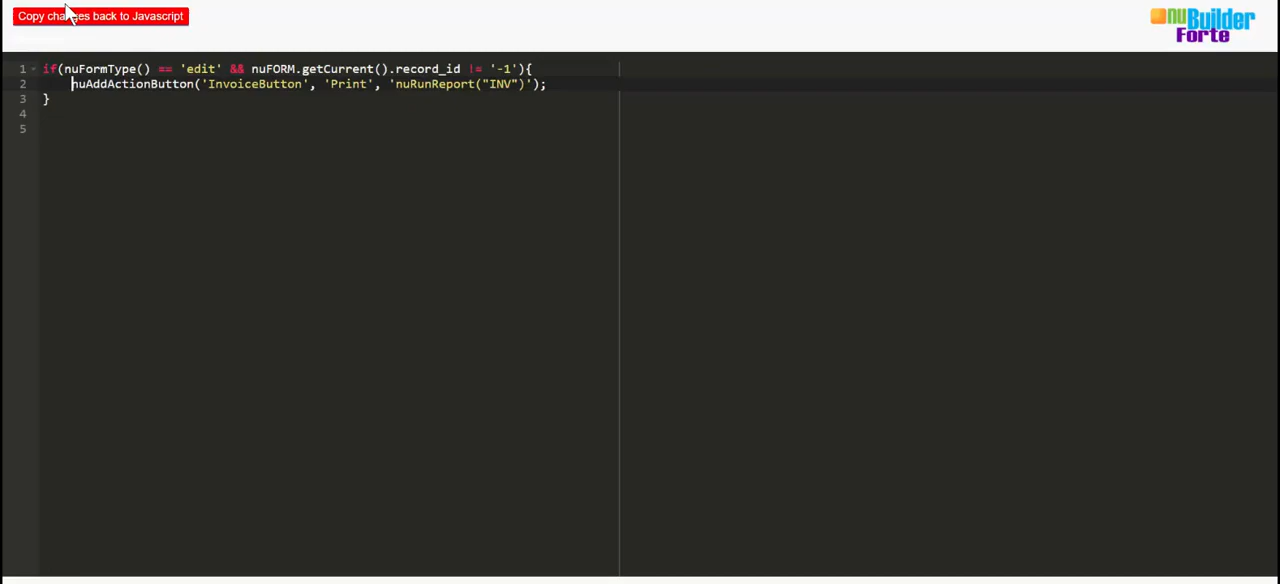 Copy changes back to Javascript
nuBuilder
Forte
1 if(nuFormType() == 'edit' && nuFORM.getCurrent().record_id != '-1'){
2 nuAddActionButton('InvoiceButton', 'Print', 'nuRunReport("INV")');
3 }
4
5